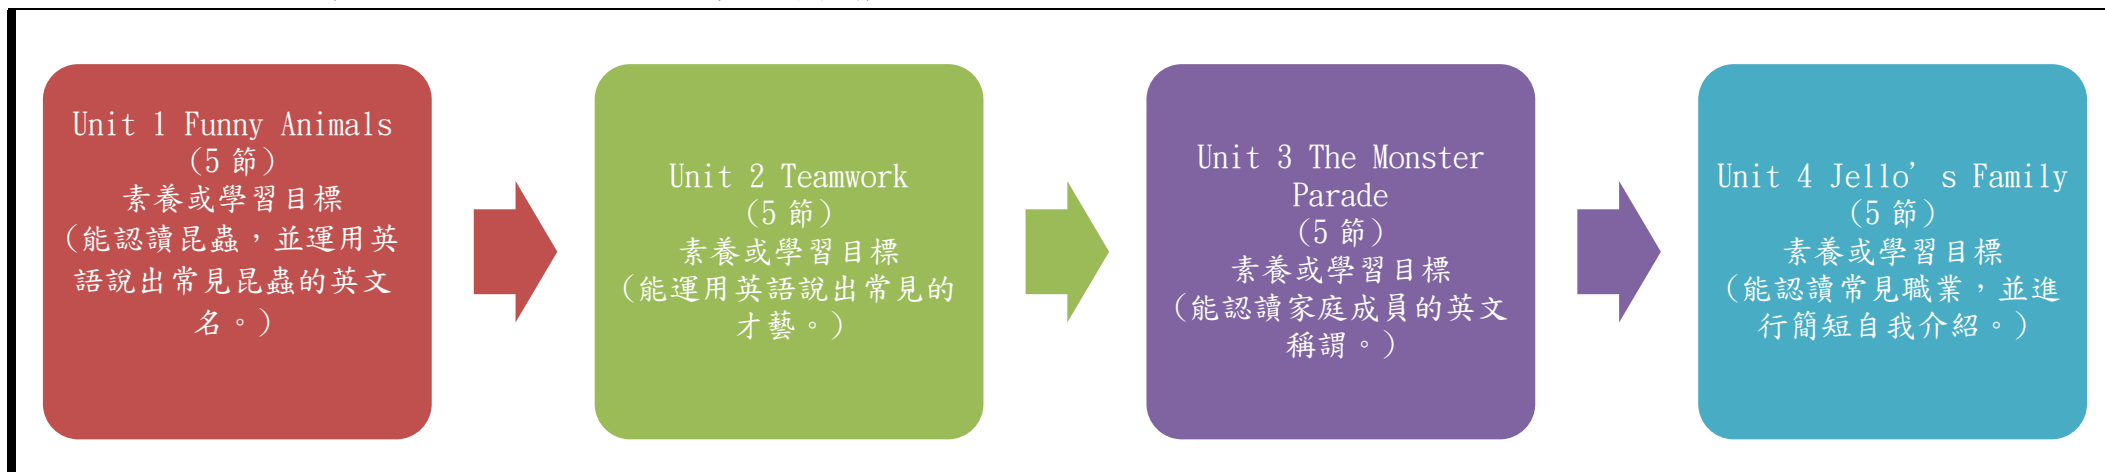 Unit 1 Funny Animals
(5 節)
素養或學習目標
(能認讀昆蟲，並運用英
語說出常見昆蟲的英文
名。)
Unit 2 Teamwork
(5 節)
素養或學習目標
(能運用英語說出常見的
才藝。)
Unit 3 The Monster
Parade
(5 節)
素養或學習目標
(能認讀家庭成員的英文
稱謂。)
Unit 4 Jello’s Family
(5 節)
素養或學習目標
(能認讀常見職業，並進
行簡短自我介紹。)